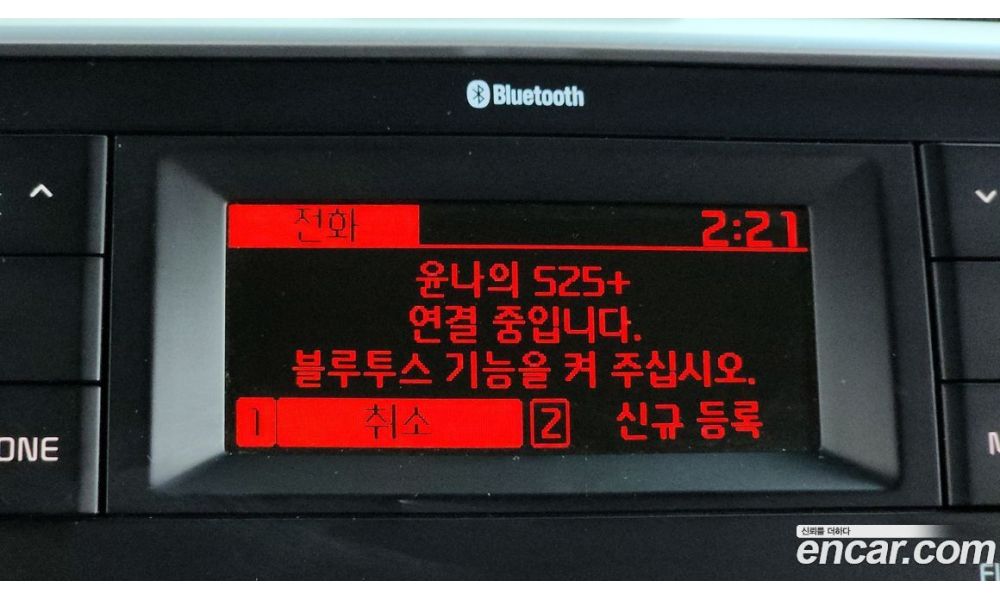 Bluetooth
전화 2:21
윤나의 S25+
연결 중입니다.
블루투스 기능을 켜 주십시오.
1 취소 2 신규 등록
ONE
신뢰를 더하다
encar.com